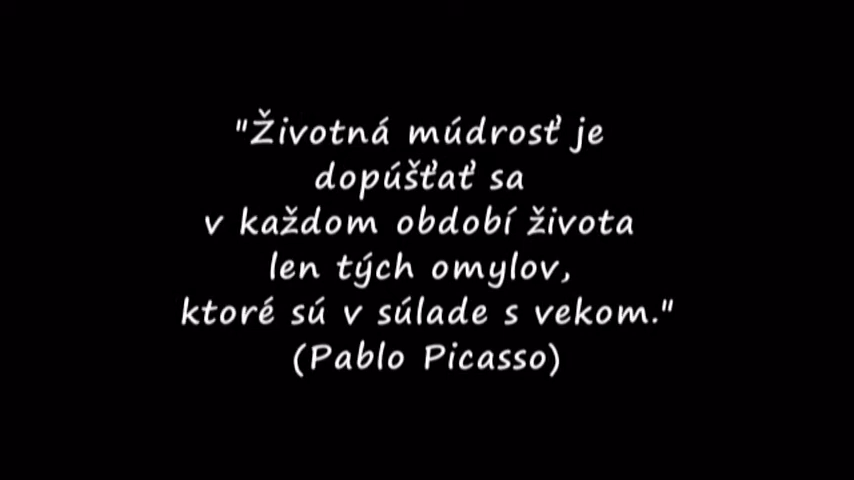 "Životná múdrosť je
dopúšťať sa
v každom období života
len tých omylov,
ktoré sú v súlade s vekom."
(Pablo Picasso)